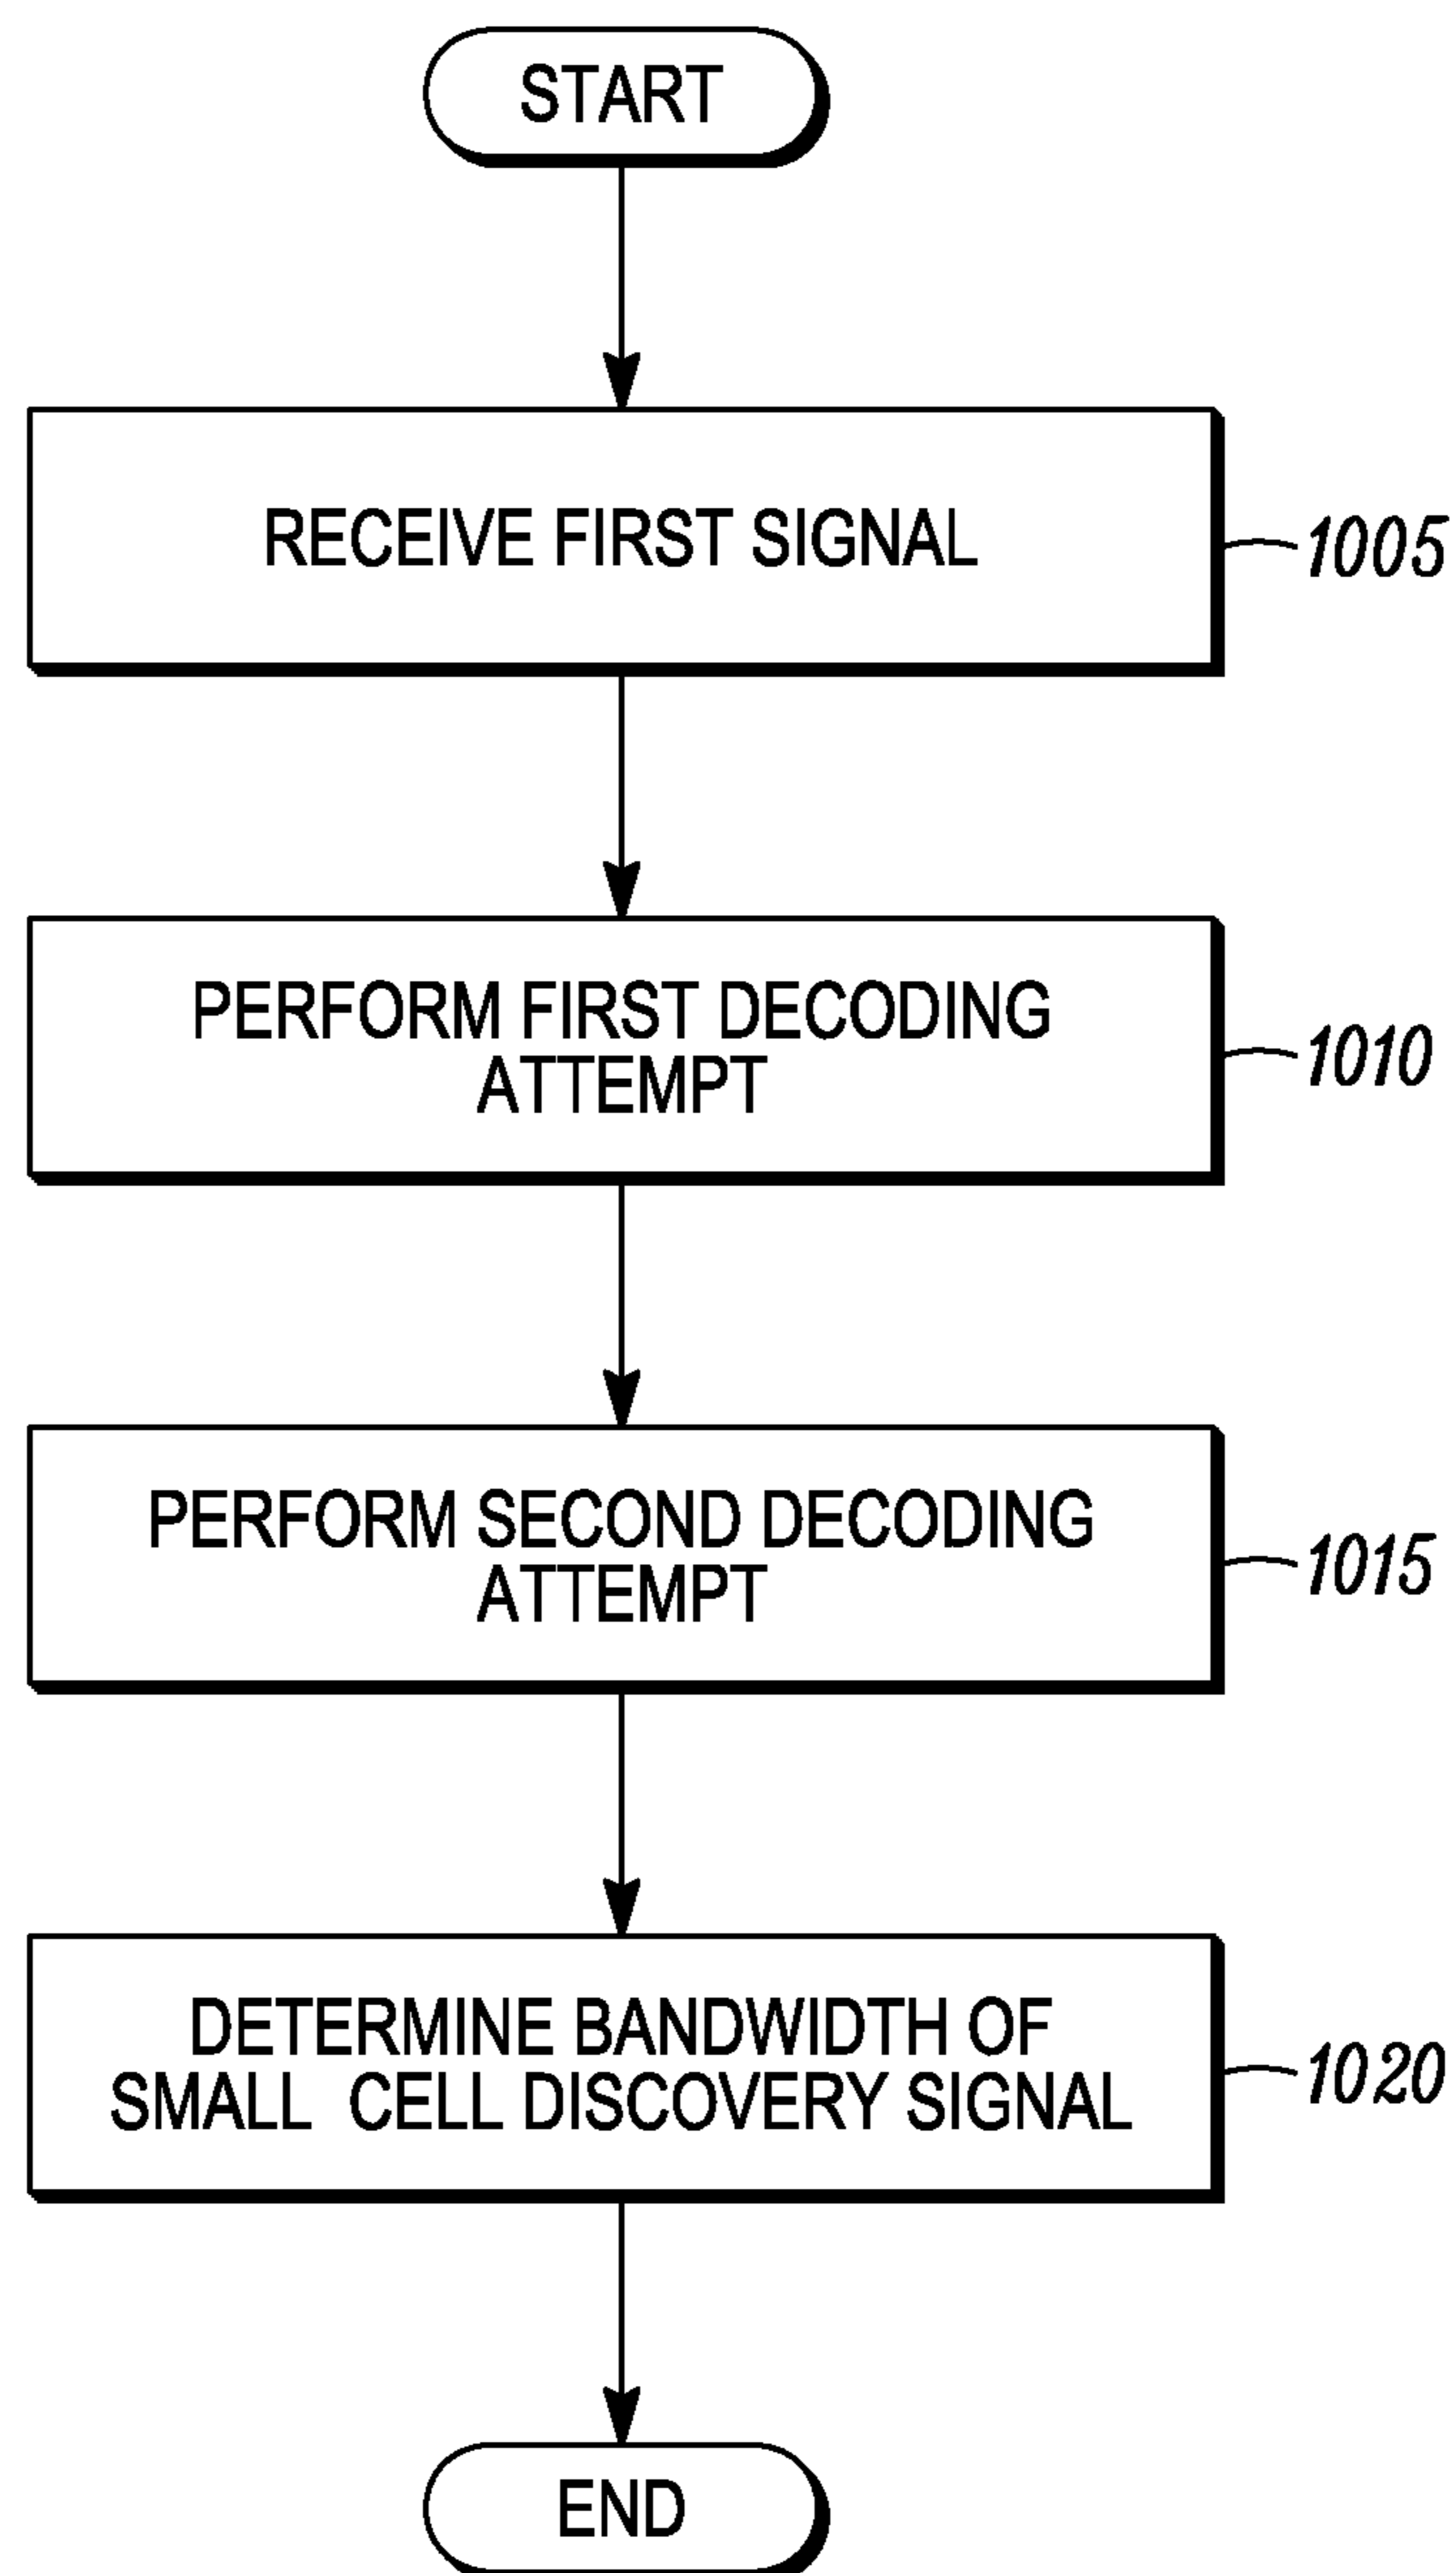 START
RECEIVE FIRST SIGNAL
1005
PERFORM FIRST DECODING
ATTEMPT
1010
PERFORM SECOND DECODING
ATTEMPT
1015
DETERMINE BANDWIDTH OF
SMALL CELL DISCOVERY SIGNAL
1020
END